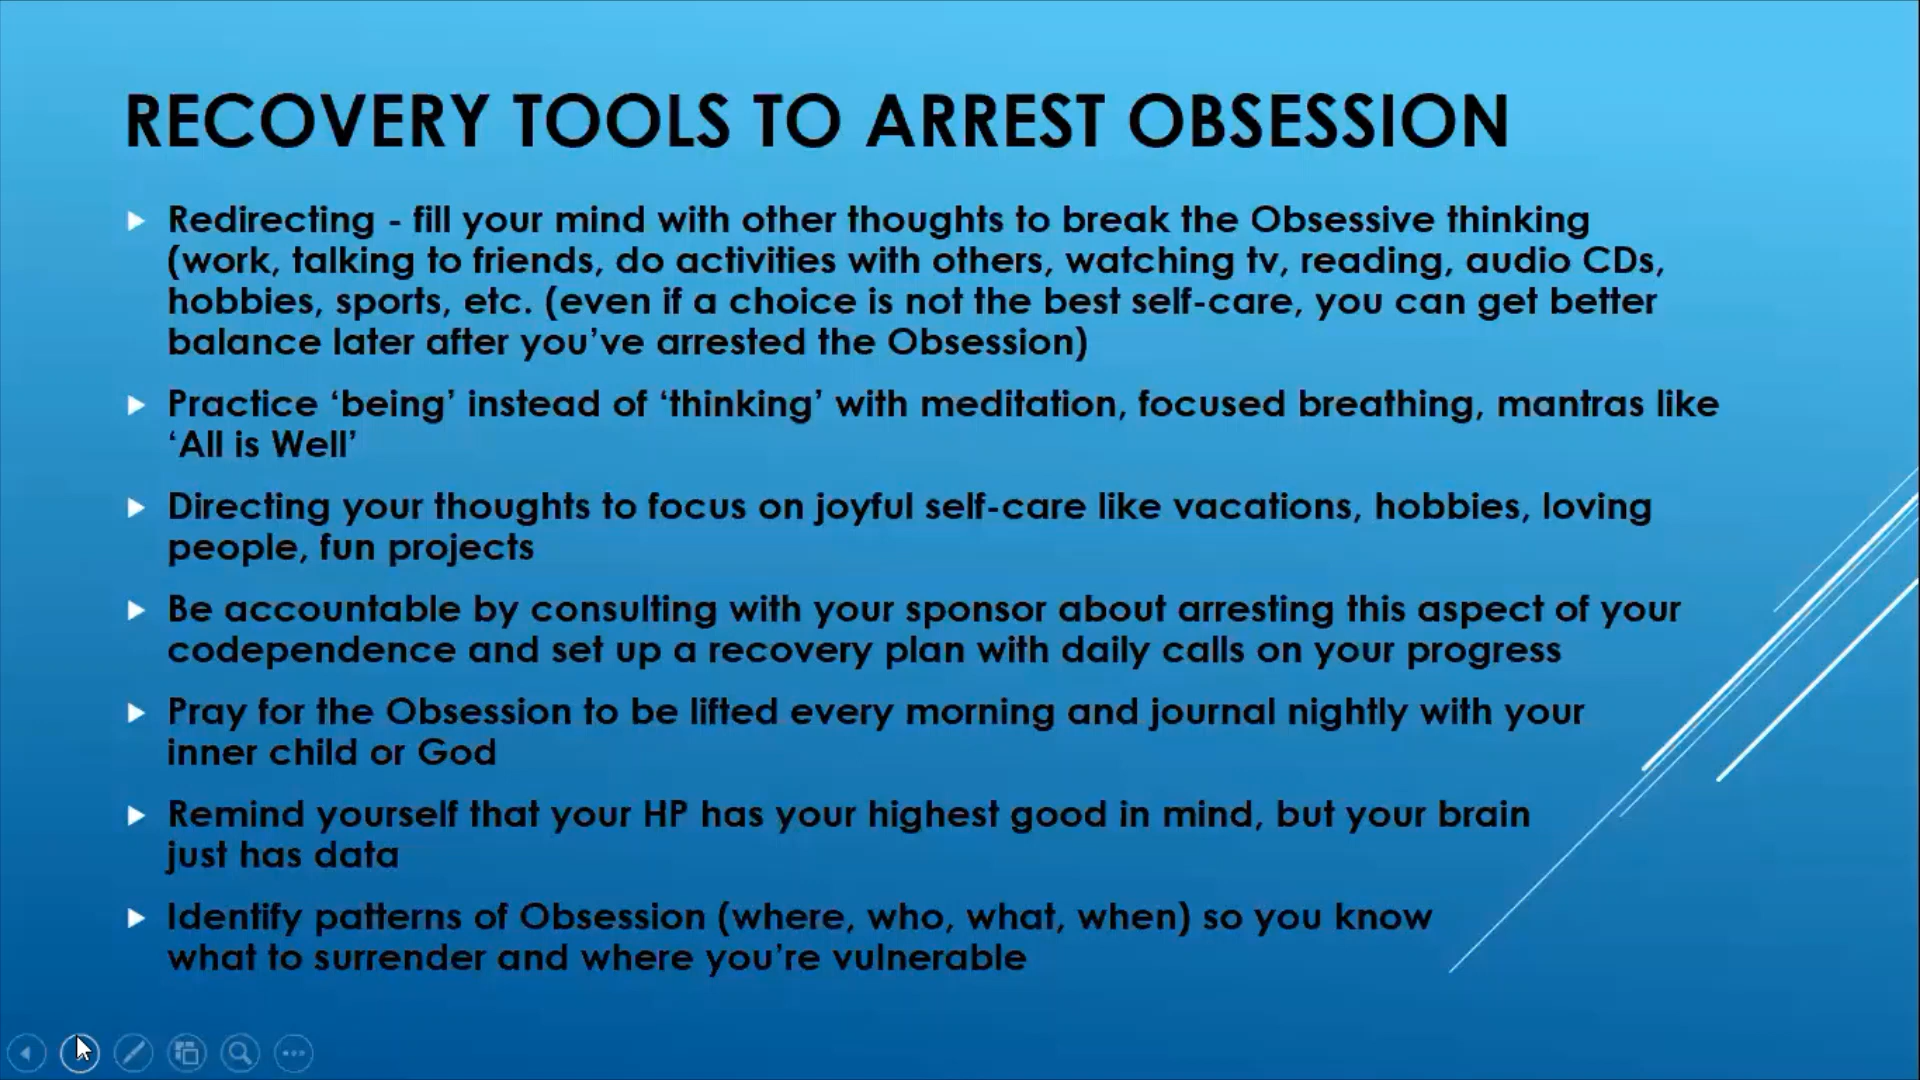 RECOVERY TOOLS TO ARREST OBSESSION
Redirecting - fill your mind with other thoughts to break the Obsessive thinking
(work, talking to friends, do activities with others, watching tv, reading, audio CDs,
hobbies, sports, etc. (even if a choice is not the best self-care, you can get better
balance later after you’ve arrested the Obsession)
Practice ‘being’ instead of ‘thinking’ with meditation, focused breathing, mantras like
‘All is Well’
Directing your thoughts to focus on joyful self-care like vacations, hobbies, loving
people, fun projects
Be accountable by consulting with your sponsor about arresting this aspect of your
codependence and set up a recovery plan with daily calls on your progress
Pray for the Obsession to be lifted every morning and journal nightly with your
inner child or God
Remind yourself that your HP has your highest good in mind, but your brain
just has data
Identify patterns of Obsession (where, who, what, when) so you know
what to surrender and where you’re vulnerable